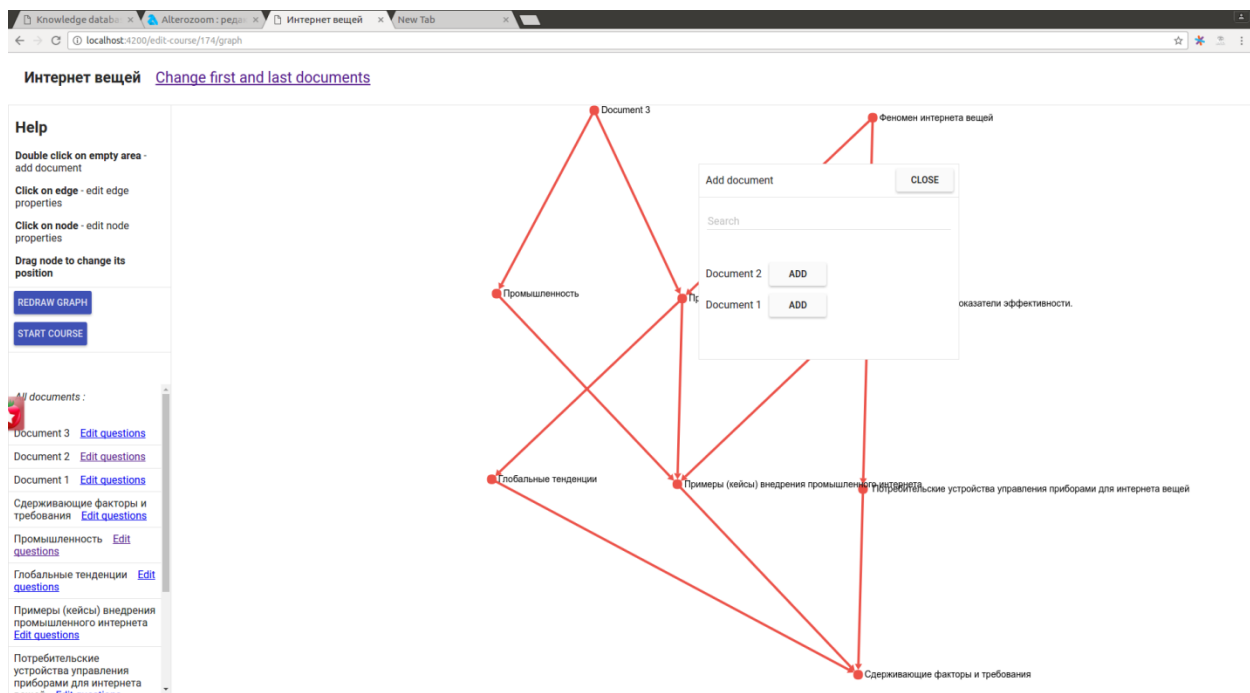 Knowledge databa
Alterozoom : реда
Интернет вещей
New Tab
localhost:4200/edit-course/174/graph
Интернет вещей Change first and last documents
Help
Double click on empty area -
add document
Click on edge - edit edge
properties
Click on node - edit node
properties
Drag node to change its
position
REDRAW GRAPH
START COURSE
All documents :
Document 3 Edit questions
Document 2 Edit questions
Document 1 Edit questions
Сдерживающие факторы и
требования Edit questions
Промышленность Edit
questions
Глобальные тенденции Edit
questions
Примеры (кейсы) внедрения
промышленного интернета
Edit questions
Потребительские
устройства управления
приборами для интернета
Document 3
Феномен интернета вещей
Add document CLOSE
Search
Document 2 ADD
Document 1 ADD
Промышленность
оказатели эффективности.
Глобальные тенденции
Примеры (кейсы) внедрения промышленного интернета
Потребительские устройства управления приборами для интернета вещей
Сдерживающие факторы и требования